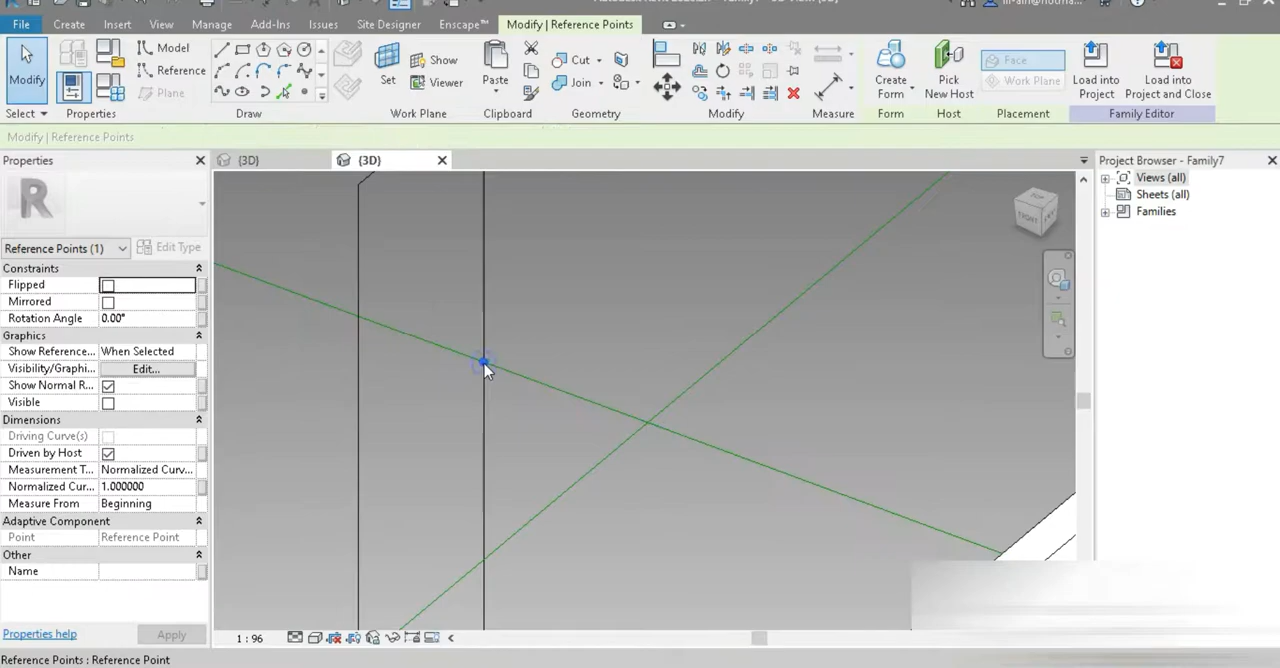 File Create Insert View Manage Add-Ins Issues Site Designer Enscape™ Modify | Reference Points
Modify Model Reference Plane Set Show Viewer Paste Cut Join Create Form Pick New Host Face Work Plane Load into Project Load into Project and Close
Select Properties Draw Work Plane Clipboard Geometry Modify Measure Form Host Placement Family Editor
Modify | Reference Points
Properties
{3D}
{3D}
Project Browser - Family7
Views (all)
Sheets (all)
Families
R
Reference Points (1) Edit Type
Constraints
Flipped
Mirrored
Rotation Angle 0.00°
Graphics
Show Reference... When Selected
Visibility/Graphi... Edit...
Show Normal R...
Visible
Dimensions
Driving Curve(s)
Driven by Host
Measurement T... Normalized Curv...
Normalized Cur... 1.000000
Measure From Beginning
Adaptive Component
Point Reference Point
Other
Name
Properties help Apply
TOP
RIGHT
1 : 96
Reference Points : Reference Point